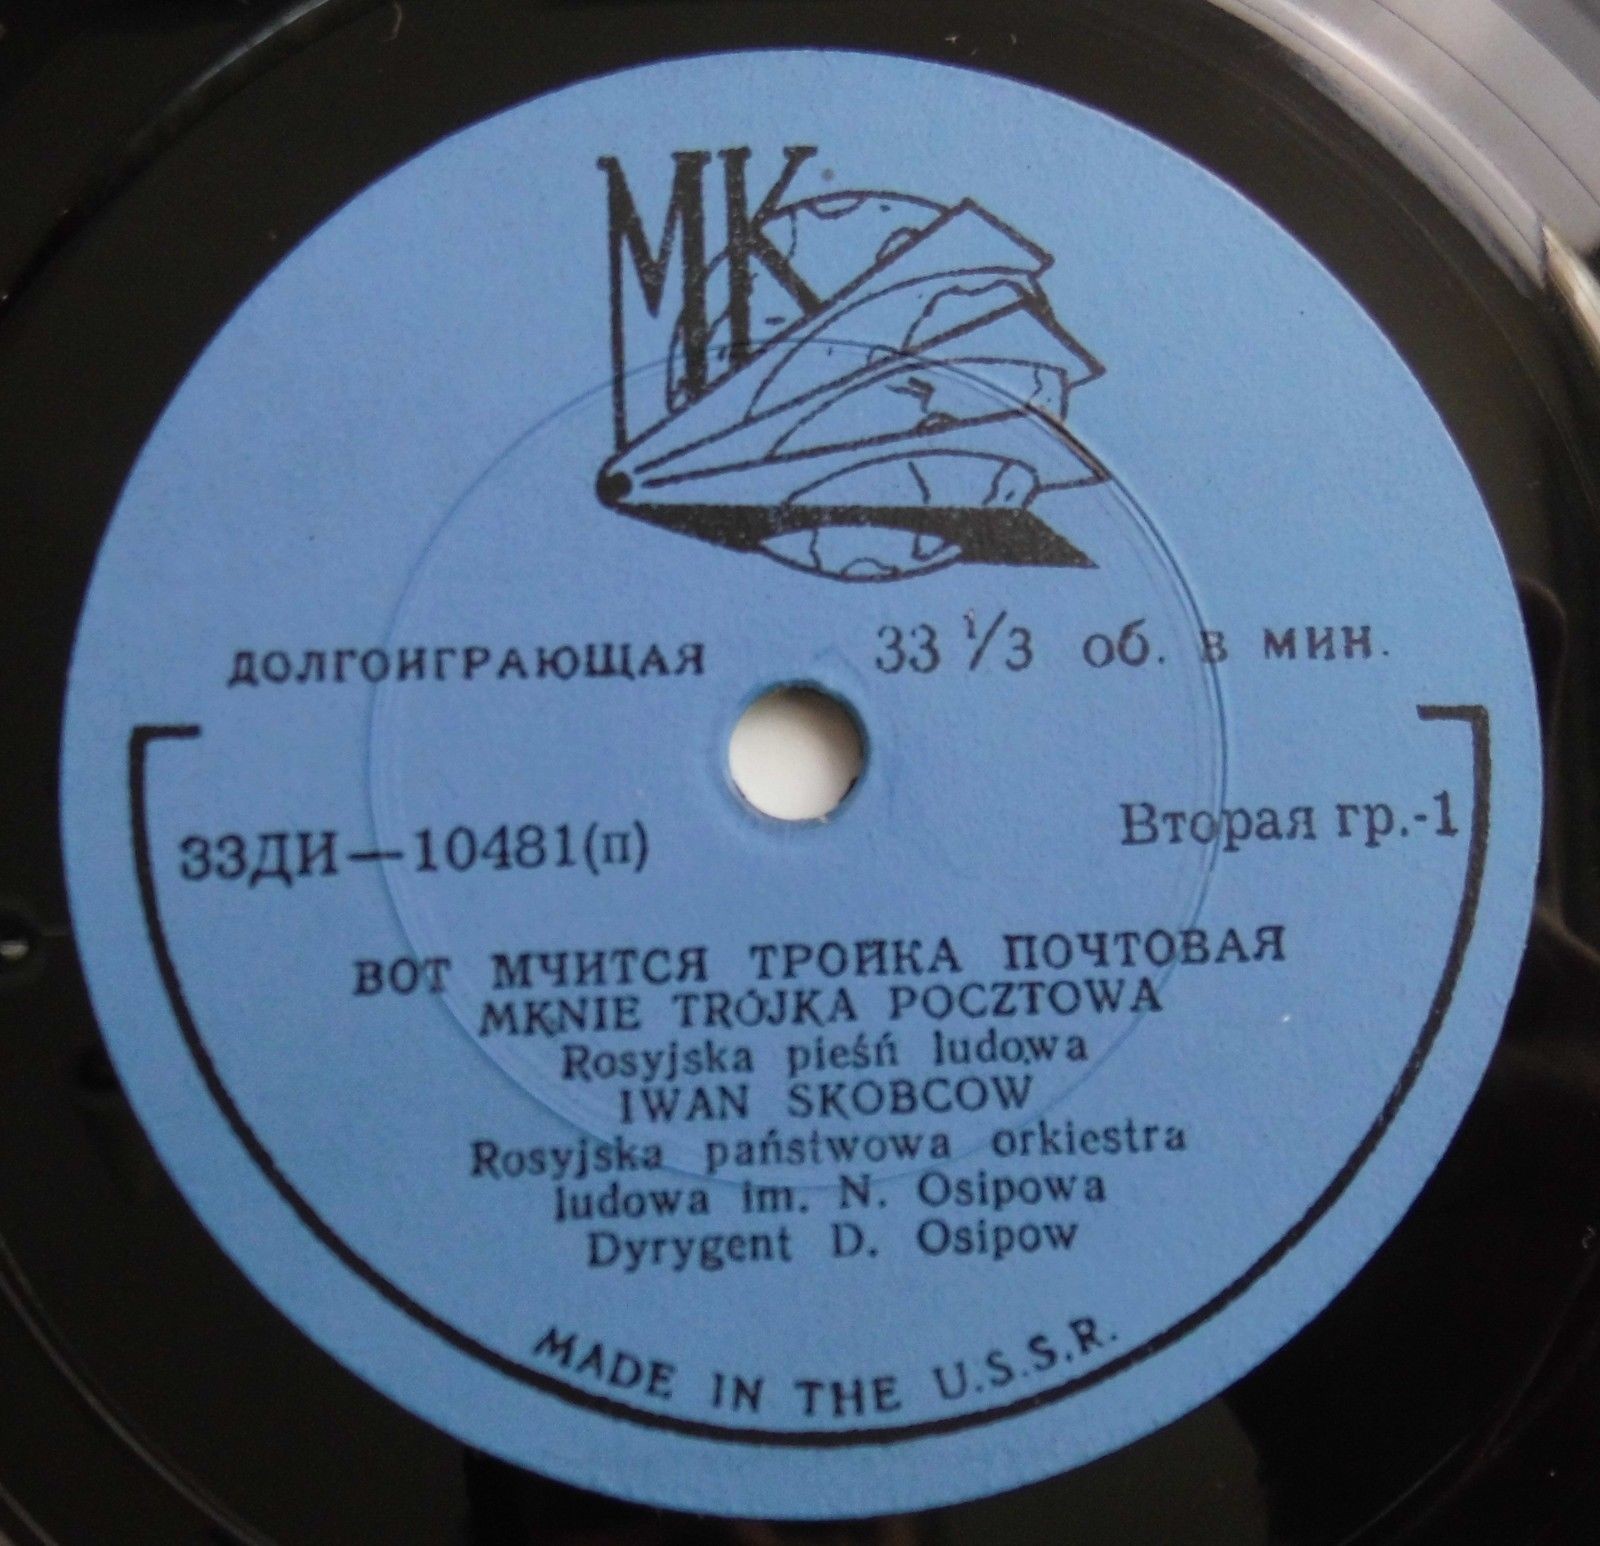 МК
ДОЛГОИГРАЮЩАЯ 33 1/3 об. в мин.
33ДИ—10481(п) Вторая гр.-1
ВОТ МЧИТСЯ ТРОЙКА ПОЧТОВАЯ
MKNIE TRÓJKA POCZTOWA
Rosyjska pieśń ludowa
IWAN SKOBCOW
Rosyjska państwowa orkiestra
ludowa im. N. Osipowa
Dyrygent D. Osipow
MADE IN THE U.S.S.R.